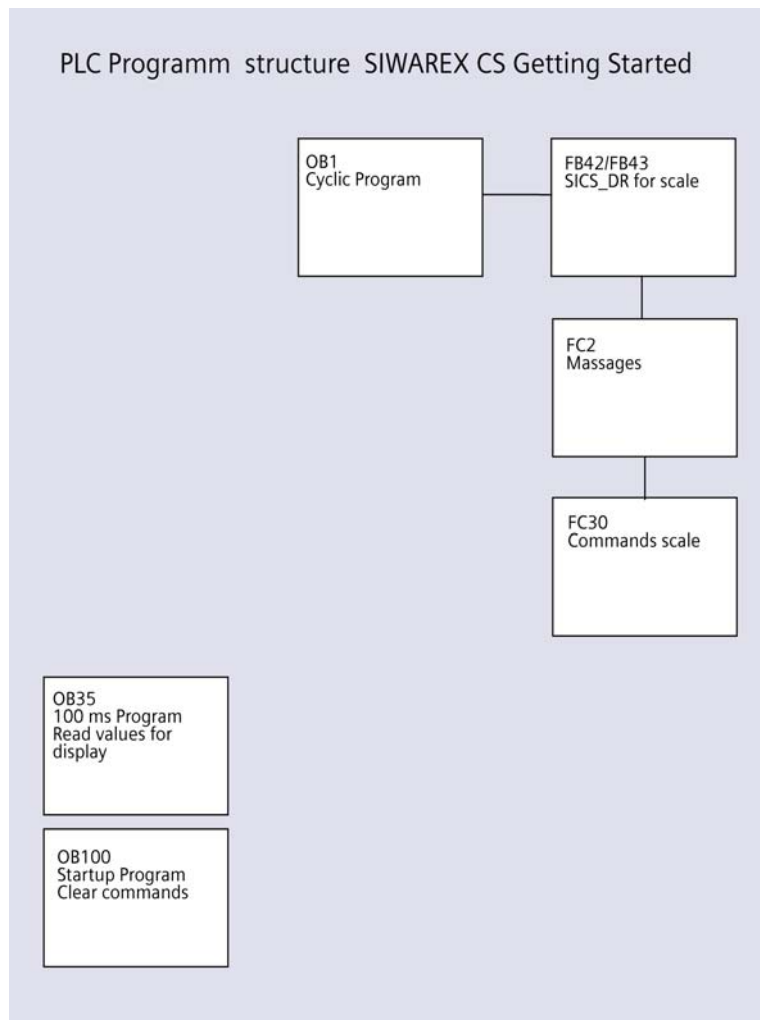 PLC Programm structure SIWAREX CS Getting Started
OB1
Cyclic Program
FB42/FB43
SICS_DR for scale
FC2
Massages
FC30
Commands scale
OB35
100 ms Program
Read values for
display
OB100
Startup Program
Clear commands